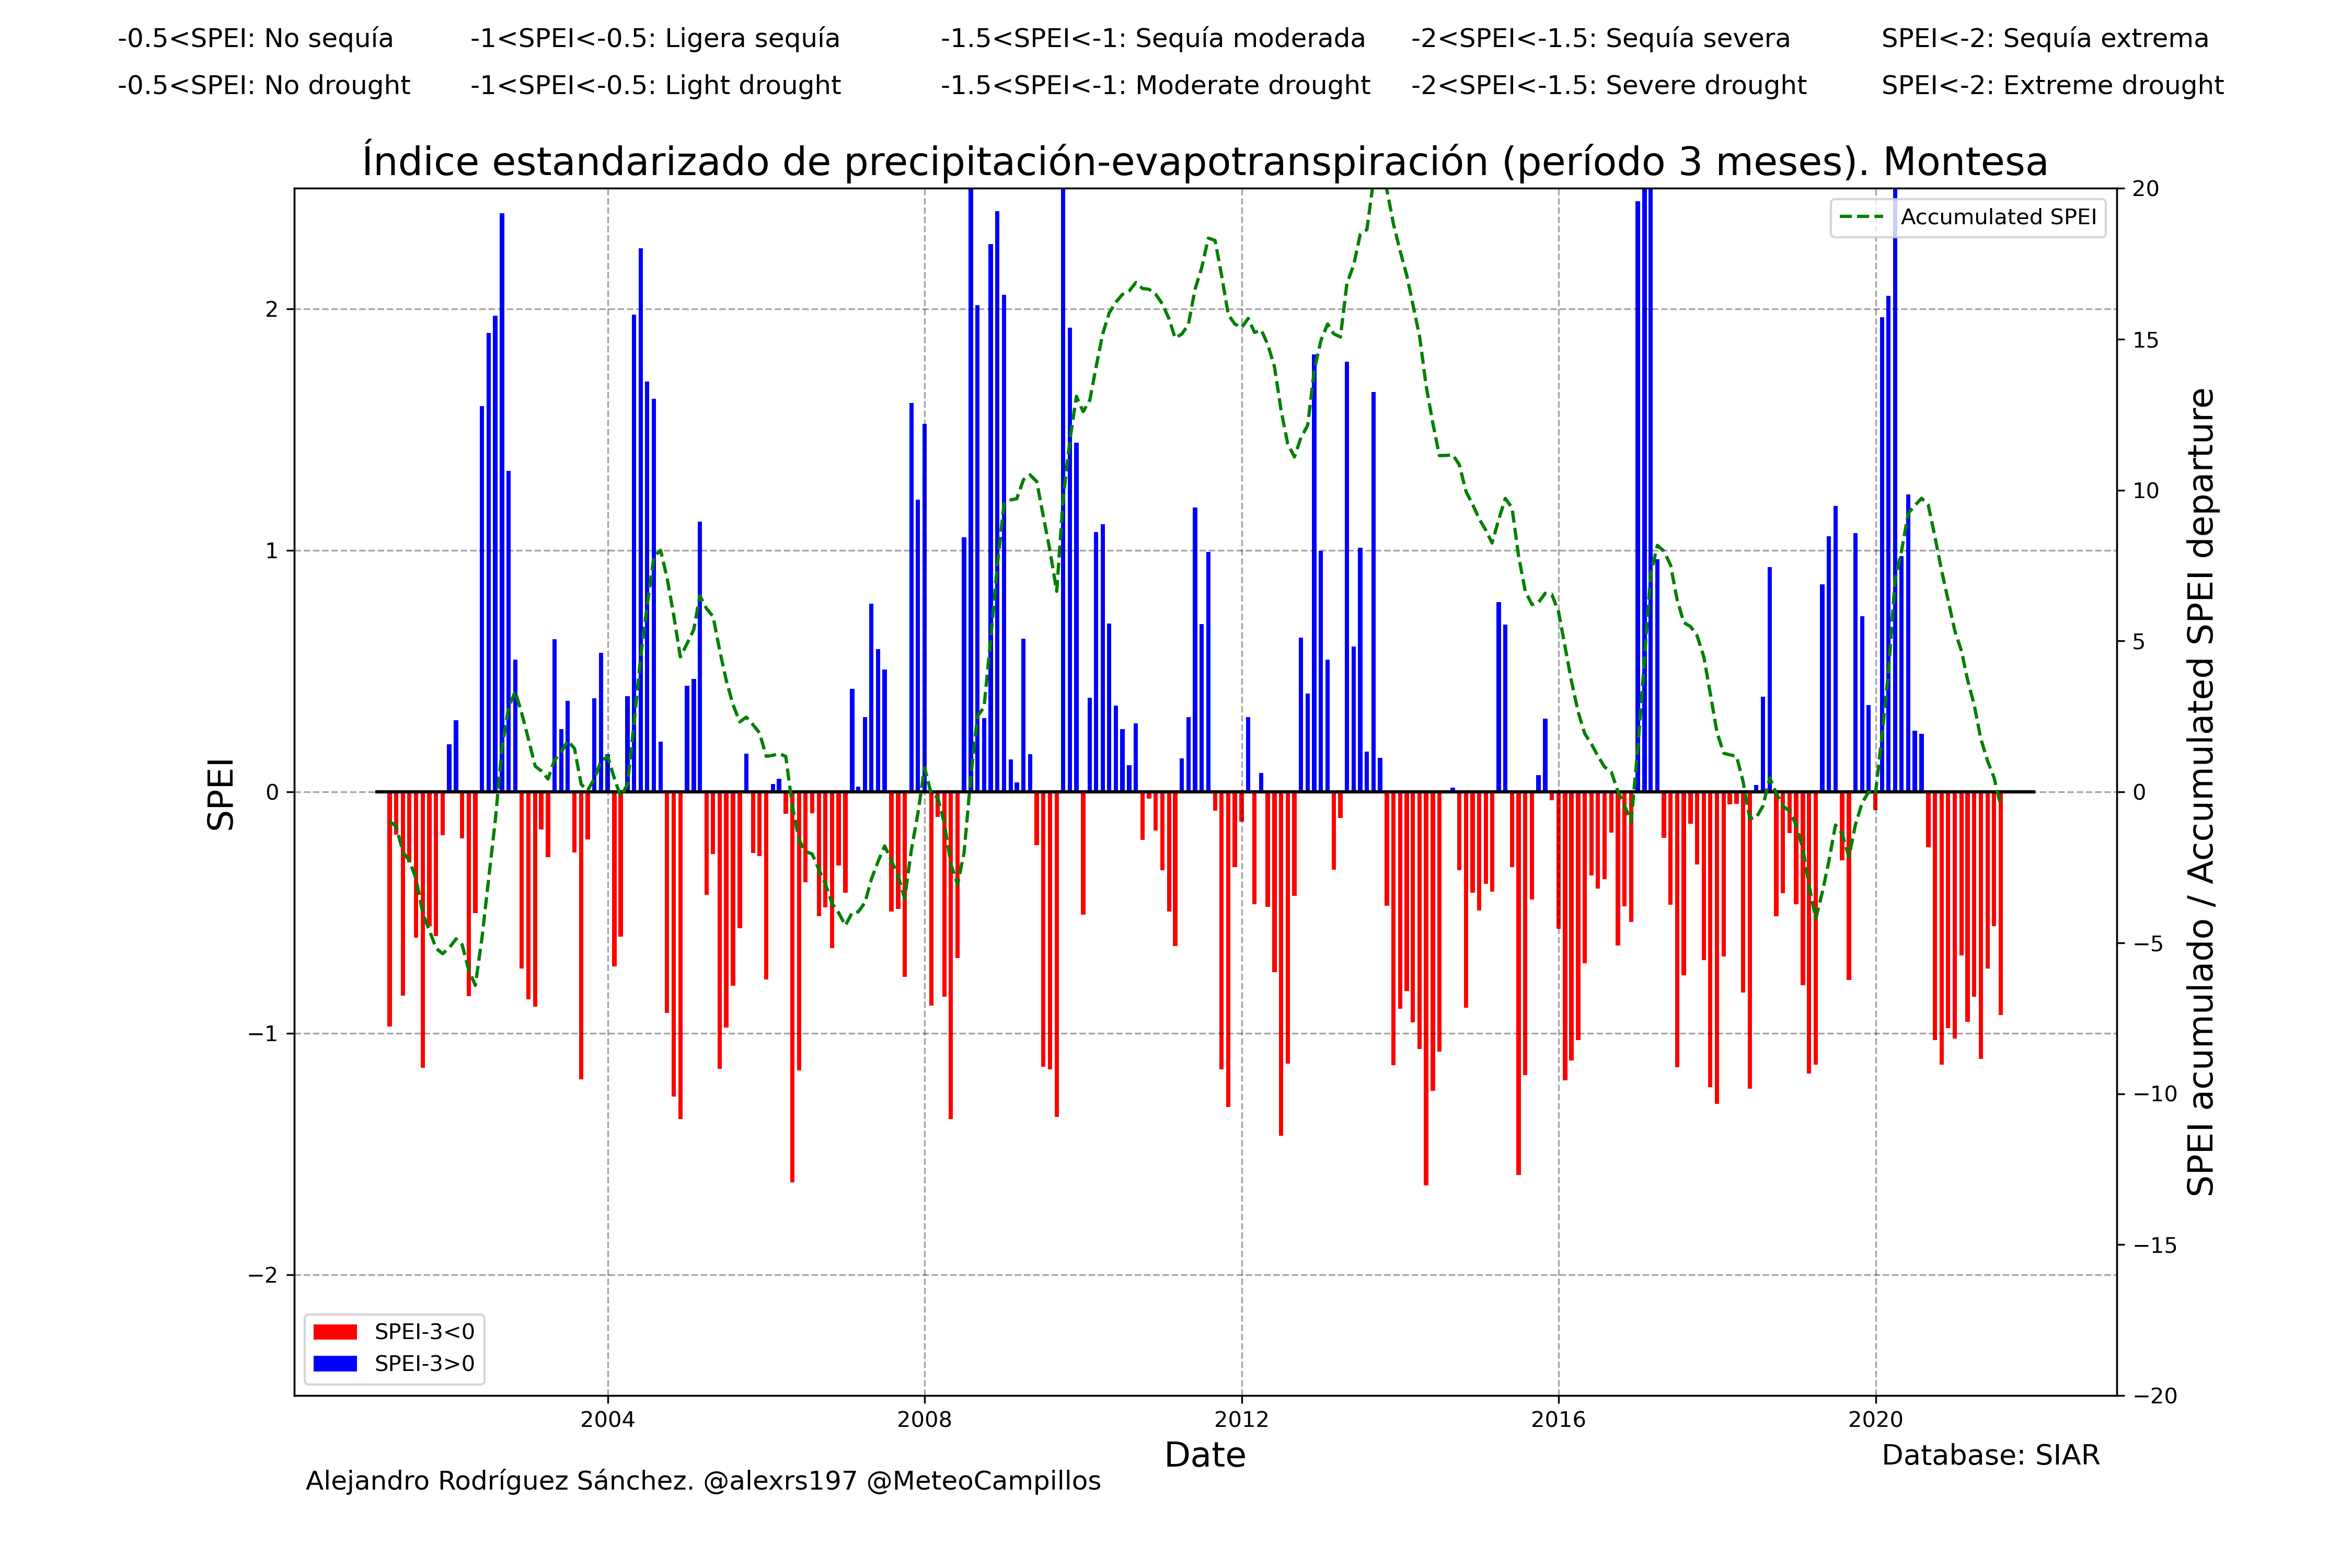 -0.5<SPEI: No sequía -1<SPEI<-0.5: Ligera sequía -1.5<SPEI<-1: Sequía moderada -2<SPEI<-1.5: Sequía severa SPEI<-2: Sequía extrema
-0.5<SPEI: No drought -1<SPEI<-0.5: Light drought -1.5<SPEI<-1: Moderate drought -2<SPEI<-1.5: Severe drought SPEI<-2: Extreme drought
Índice estandarizado de precipitación-evapotranspiración (período 3 meses). Montesa
Accumulated SPEI
SPEI
2
1
0
−1
−2
20
15
10
5
0
−5
−10
−15
−20
SPEI acumulado / Accumulated SPEI departure
SPEI-3<0
SPEI-3>0
2004 2008 2012 2016 2020
Date
Database: SIAR
Alejandro Rodríguez Sánchez. @alexrs197 @MeteoCampillos